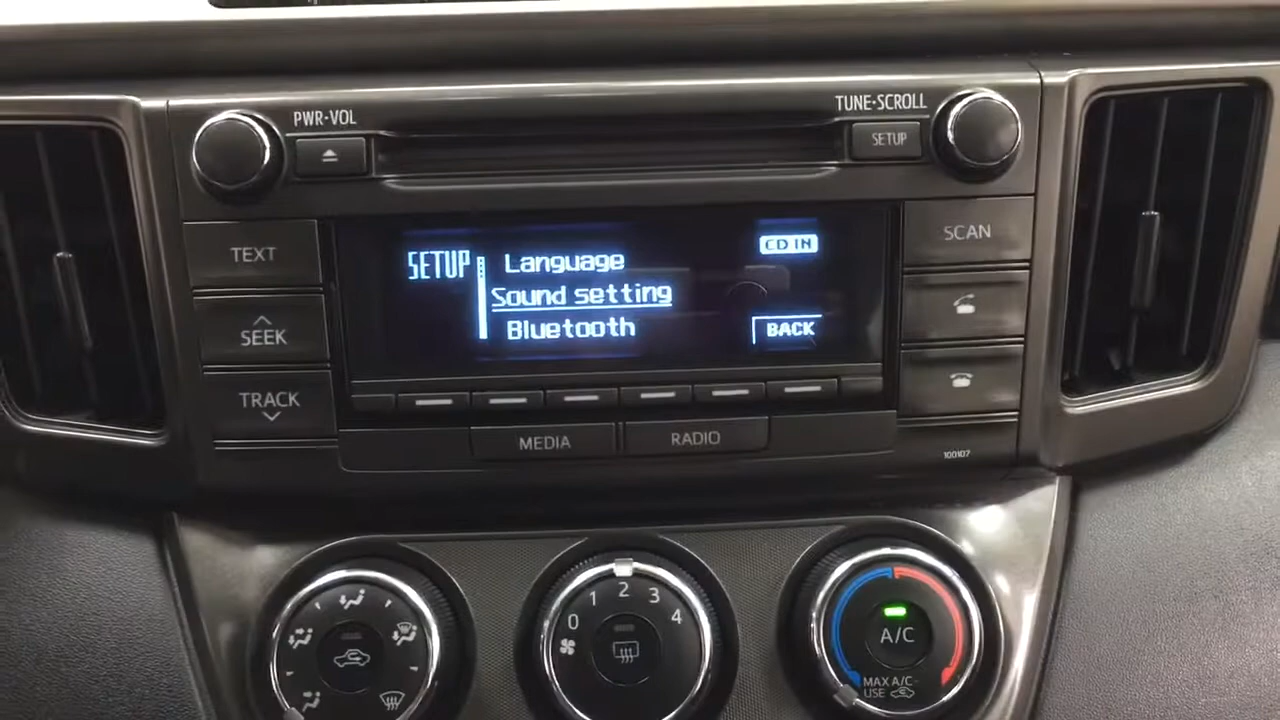 PWR·VOL
TUNE·SCROLL
SETUP
TEXT
SCAN
SETUP
Language
CD IN
Sound setting
SEEK
Bluetooth
BACK
TRACK
MEDIA
RADIO
100107
0 1 2 3 4
A/C
MAX A/C
USE